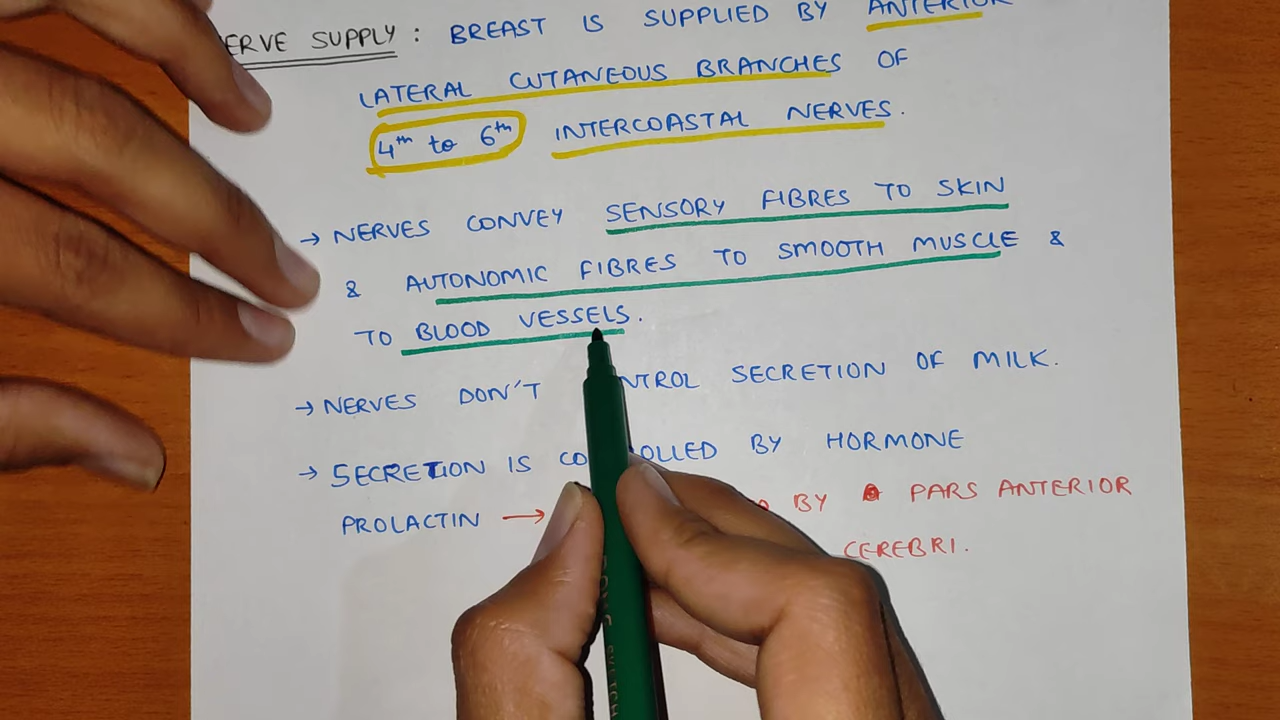 ERVE SUPPLY : BREAST IS SUPPLIED BY ANTERIOR
LATERAL CUTANEOUS BRANCHES OF
4th to 6th INTERCOASTAL NERVES.
→ NERVES CONVEY SENSORY FIBRES TO SKIN
& AUTONOMIC FIBRES TO SMOOTH MUSCLE &
TO BLOOD VESSELS.
→ NERVES DON'T NTROL SECRETION OF MILK.
→ SECRETION IS CO OLLED BY HORMONE
PROLACTIN → BY PARS ANTERIOR
CEREBRI.